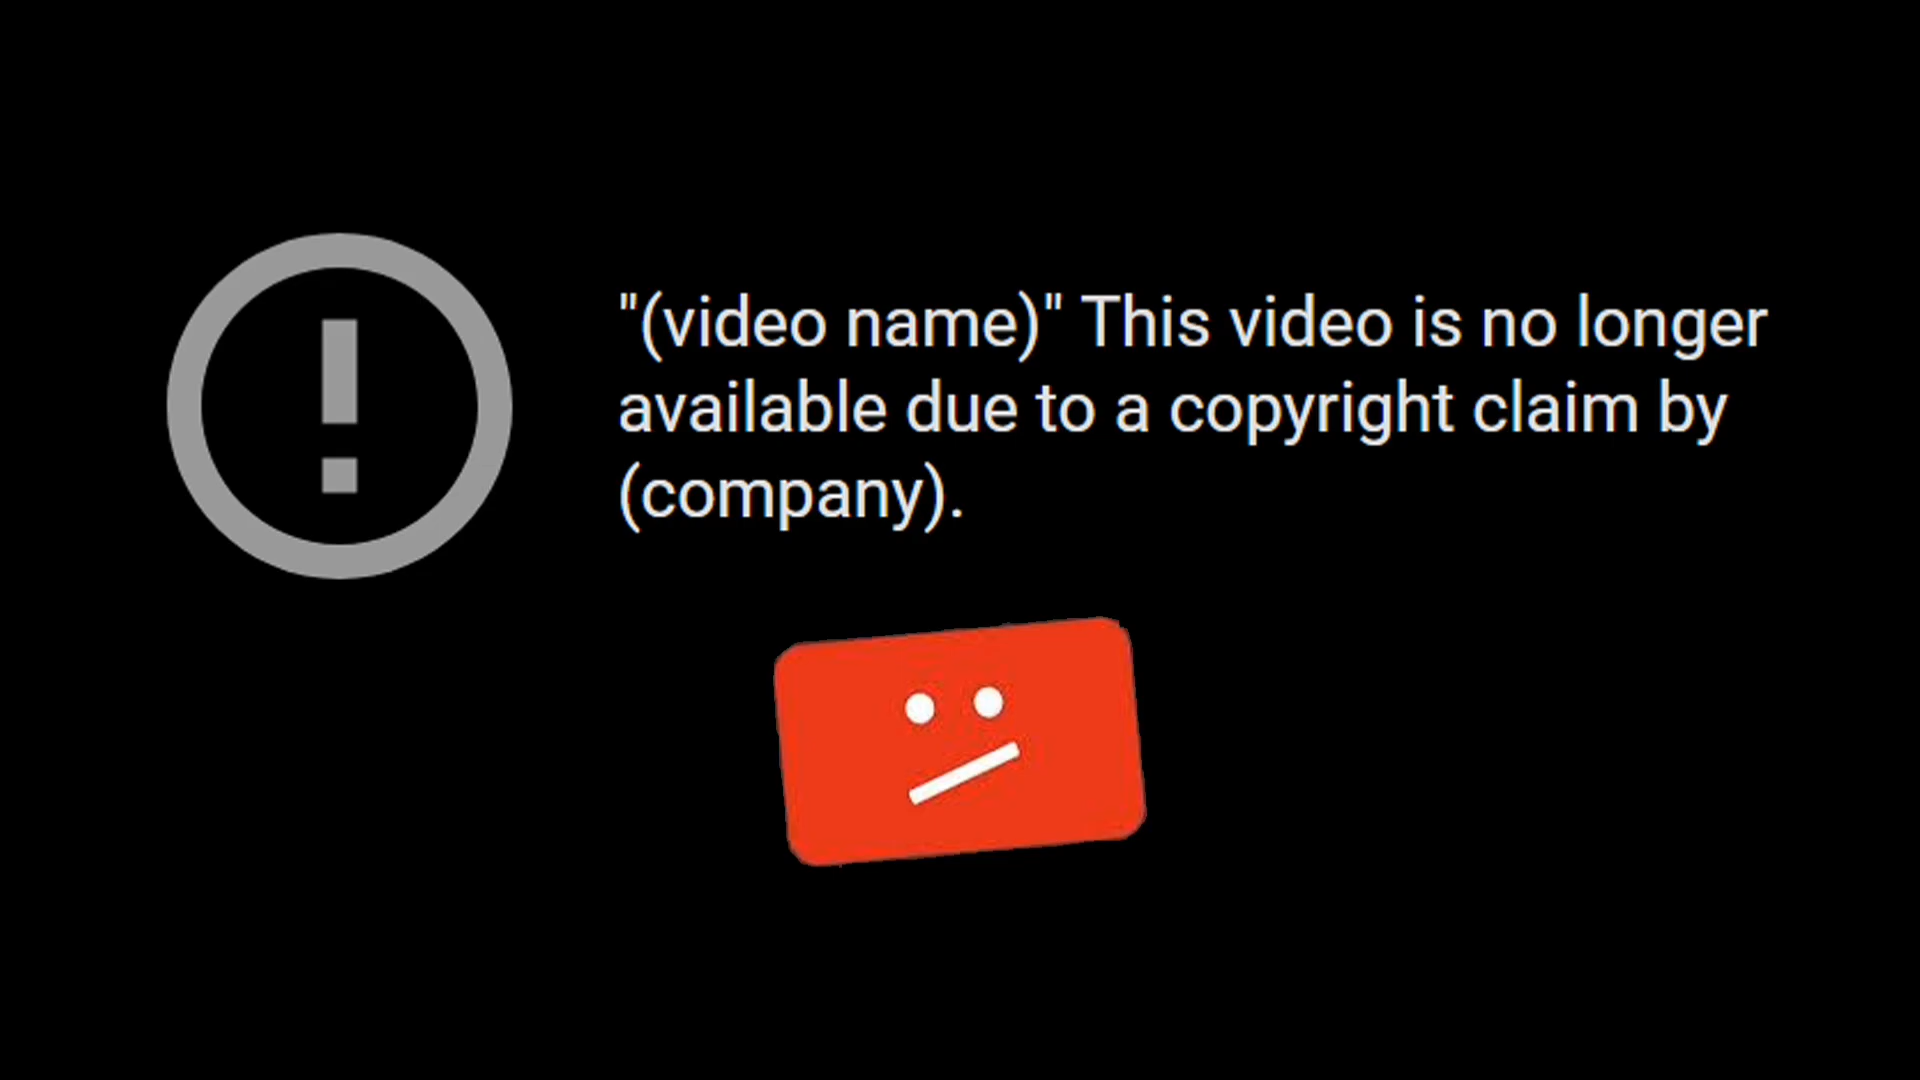 "(video name)" This video is no longer
available due to a copyright claim by
(company).